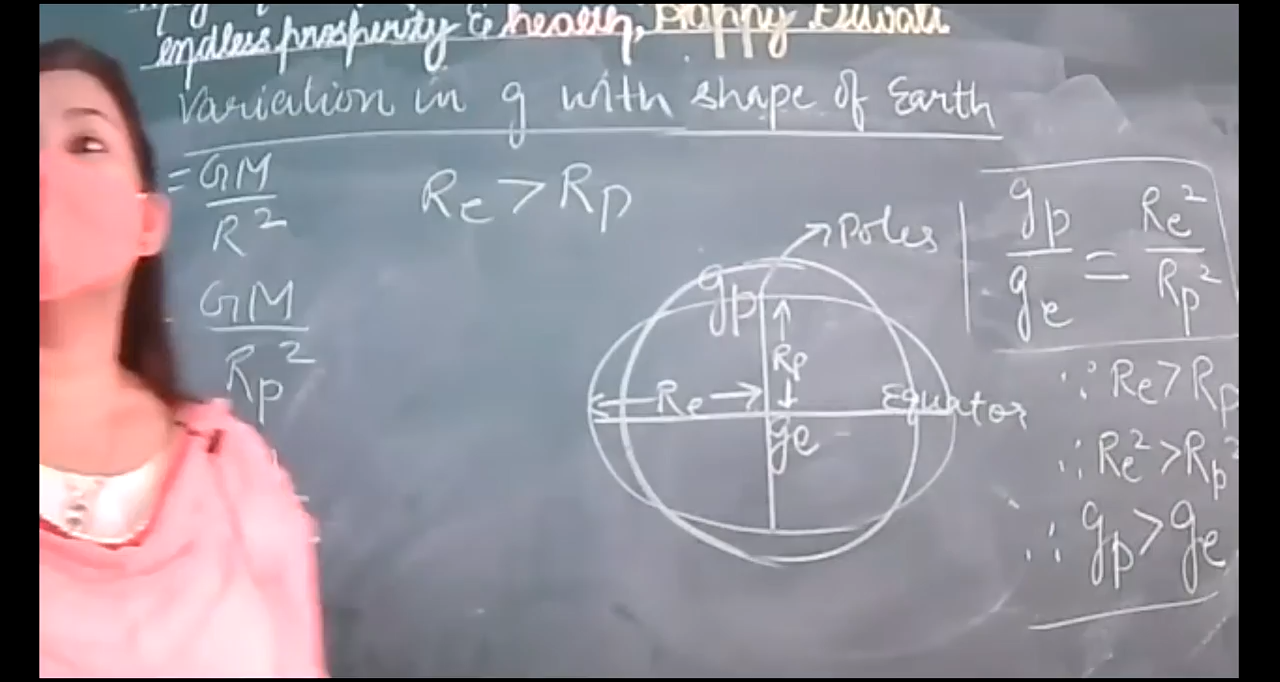 endless prosperity & health, Happy Diwali
Variation in g with shape of Earth
= GM / R²
Re > Rp
GM / Rp²
Poles
gp
Rp
Re
Equator
ge
gp / ge = Re² / Rp²
∵ Re > Rp
∴ Re² > Rp²
∴ gp > ge